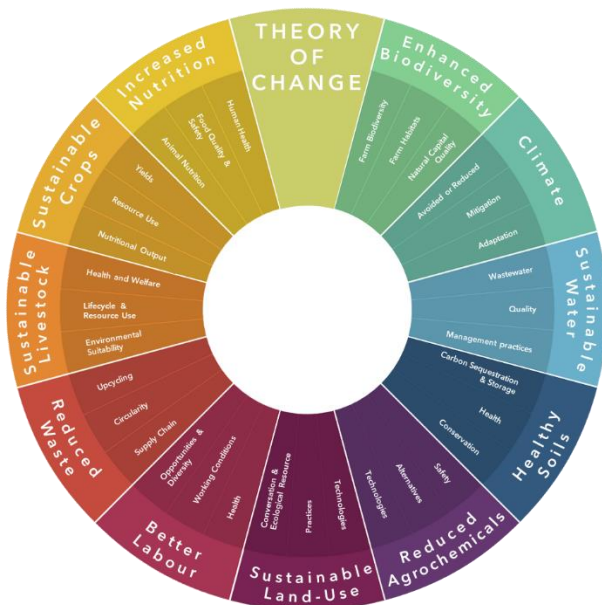 THEORY
OF
CHANGE
Enhanced
Biodiversity
Farm Biodiversity
Farm Habitats
Natural Capital
Quality
Climate
Avoided or Reduced
Mitigation
Adaptation
Sustainable
Water
Wastewater
Quality
Management practices
Healthy
Soils
Carbon Sequestration
& Storage
Health
Conservation
Reduced
Agrochemicals
Safety
Alternatives
Technologies
Sustainable
Land-Use
Technologies
Practices
Conversation &
Ecological Resource
Better
Labour
Health
Working Conditions
Opportunities &
Diversity
Reduced
Waste
Supply Chain
Circularity
Upcycling
Sustainable
Livestock
Environmental
Suitability
Lifecycle &
Resource Use
Health and Welfare
Sustainable
Crops
Nutritional Output
Resource Use
Yields
Increased
Nutrition
Animal Nutrition
Food Quality &
Safety
Human Health